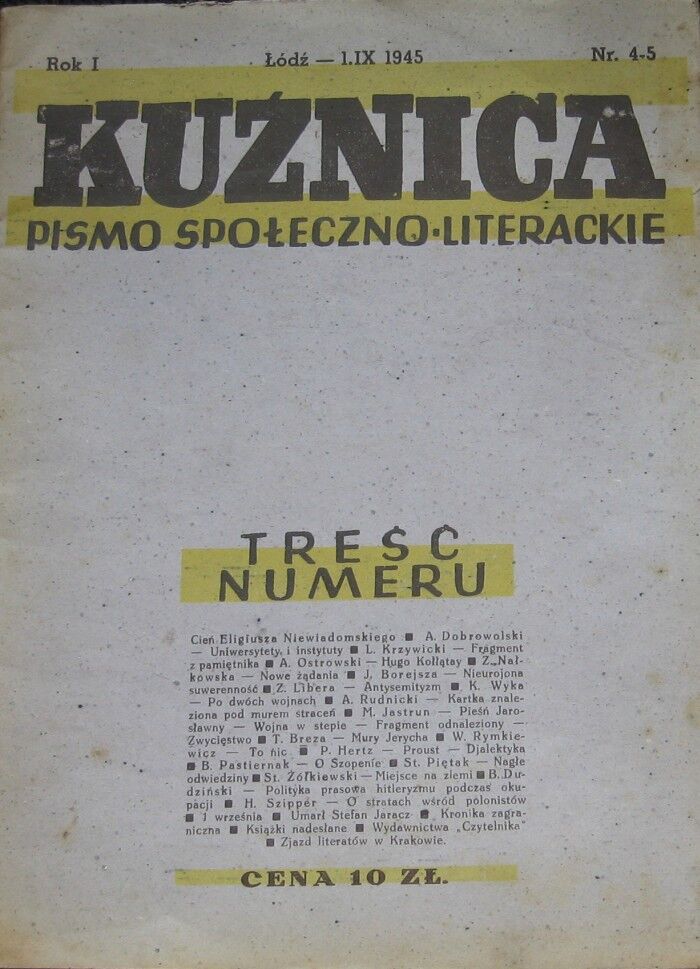 Rok I Łódź — 1.IX 1945 Nr. 4-5
KUŹNICA
PISMO SPOŁECZNO-LITERACKIE
TREŚĆ
NUMERU
Cień Eligiusza Niewiadomskiego ■ A. Dobrowolski
— Uniwersytety i instytuty ■ L. Krzywicki — Fragment
z pamiętnika ■ A. Ostrowski — Hugo Kołłątay ■ Z. Nał-
kowska — Nowe żądania ■ J. Borejsza — Nieurojona
suwerenność ■ Z. Libera — Antysemityzm ■ K. Wyka
— Po dwóch wojnach ■ A. Rudnicki — Kartka znale-
ziona pod murem straceń ■ M. Jastrun — Pieśń Jaro-
sławny — Wojna w stepie — Fragment odnaleziony —
Zwycięstwo ■ T. Breza — Mury Jerycha ■ W. Rymkie-
wicz — To nic ■ P. Hertz — Proust — Djalektyka
■ B. Pastiernak — O Szopenie ■ St. Piętak — Nagle
odwiedziny ■ St. Żółkiewski — Miejsce na ziemi ■ B. Du-
dziński — Polityka prasowa hitleryzmu podczas oku-
pacji ■ H. Szipper — O stratach wśród polonistów
■ 1 września ■ Umarł Stefan Jaracz ■ Kronika zagra-
niczna ■ Książki nadesłane ■ Wydawnictwa „Czytelnika"
■ Zjazd literatów w Krakowie.
CENA 10 ZŁ.